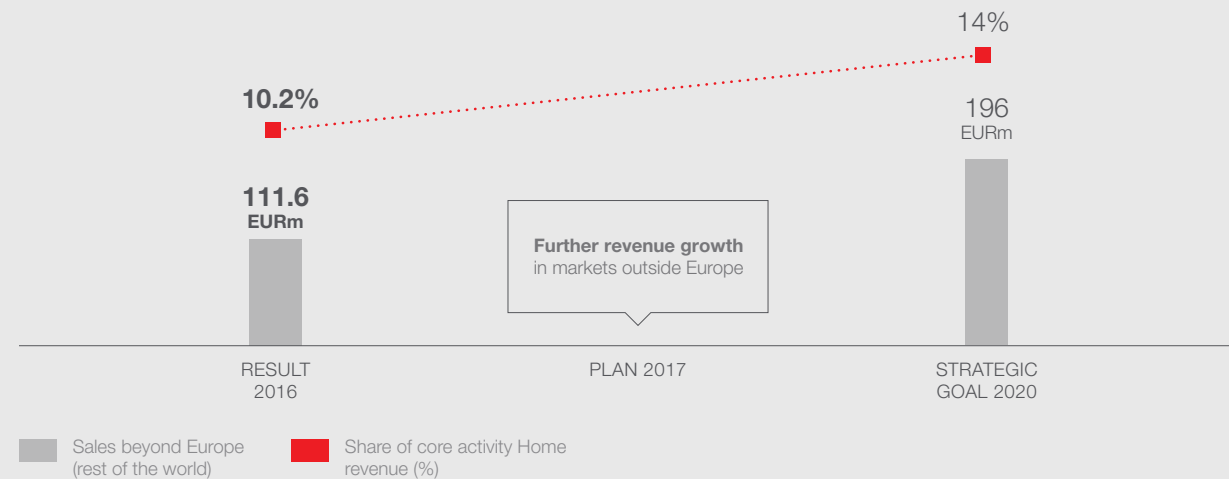 14%
10.2%
196
EURm
111.6
EURm
Further revenue growth
in markets outside Europe
RESULT
2016
PLAN 2017
STRATEGIC
GOAL 2020
Sales beyond Europe
(rest of the world)
Share of core activity Home
revenue (%)